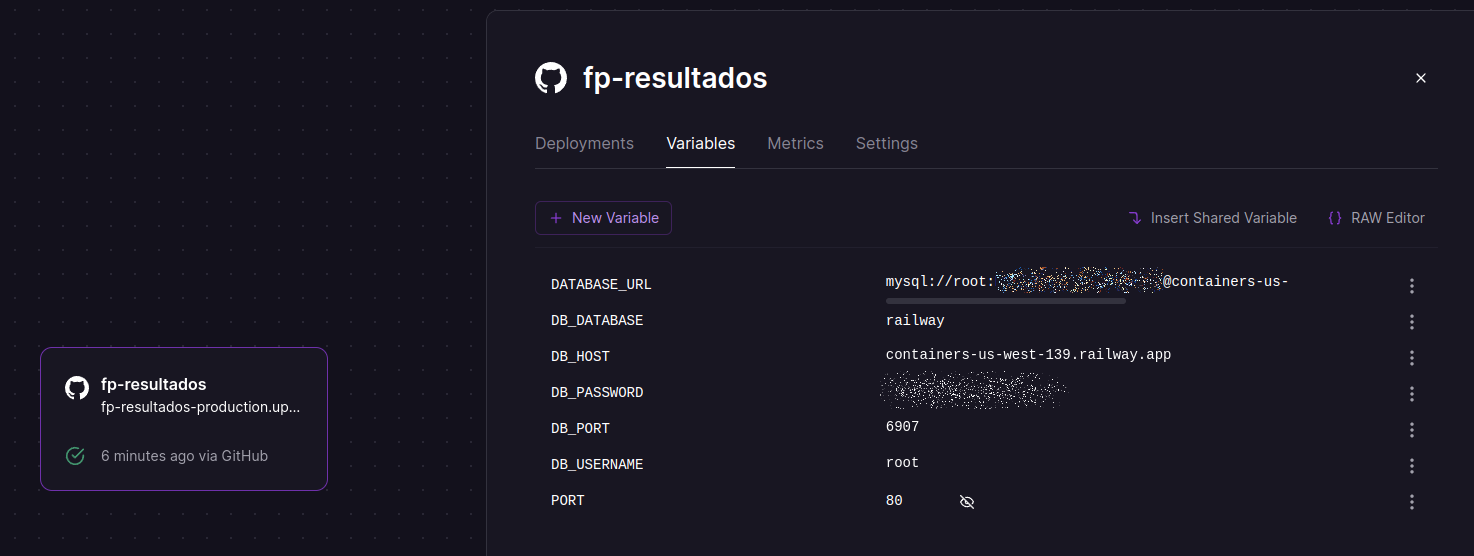 fp-resultados
Deployments Variables Metrics Settings
New Variable Insert Shared Variable {} RAW Editor
DATABASE_URL mysql://root: @containers-us-
DB_DATABASE railway
DB_HOST containers-us-west-139.railway.app
DB_PASSWORD
DB_PORT 6907
DB_USERNAME root
PORT 80
fp-resultados
fp-resultados-production.up...
6 minutes ago via GitHub